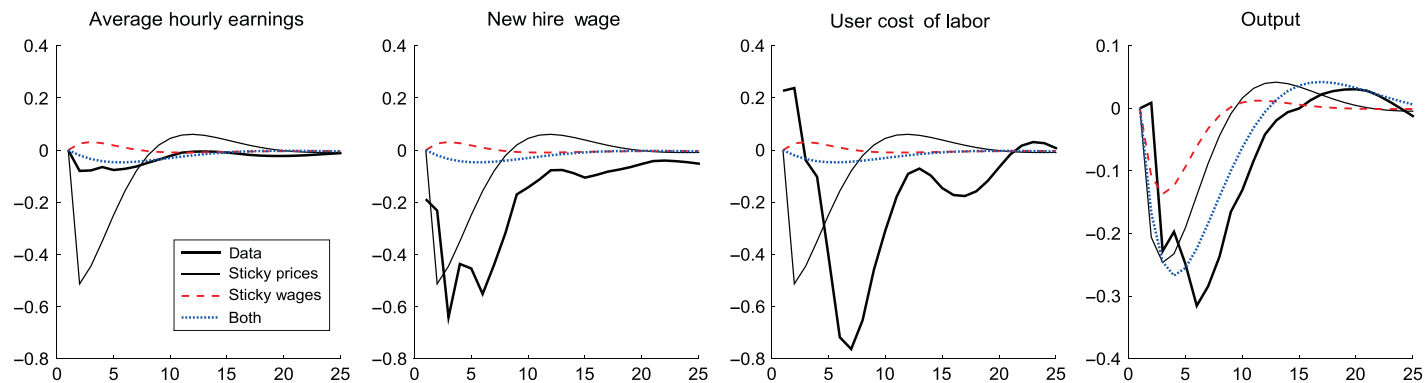 Average hourly earnings
0.4
0.2
0
−0.2
−0.4
−0.6
−0.8
0 5 10 15 20 25
Data
Sticky prices
Sticky wages
Both
New hire wage
0.4
0.2
0
−0.2
−0.4
−0.6
−0.8
0 5 10 15 20 25
User cost of labor
0.4
0.2
0
−0.2
−0.4
−0.6
−0.8
0 5 10 15 20 25
Output
0.1
0
−0.1
−0.2
−0.3
−0.4
0 5 10 15 20 25